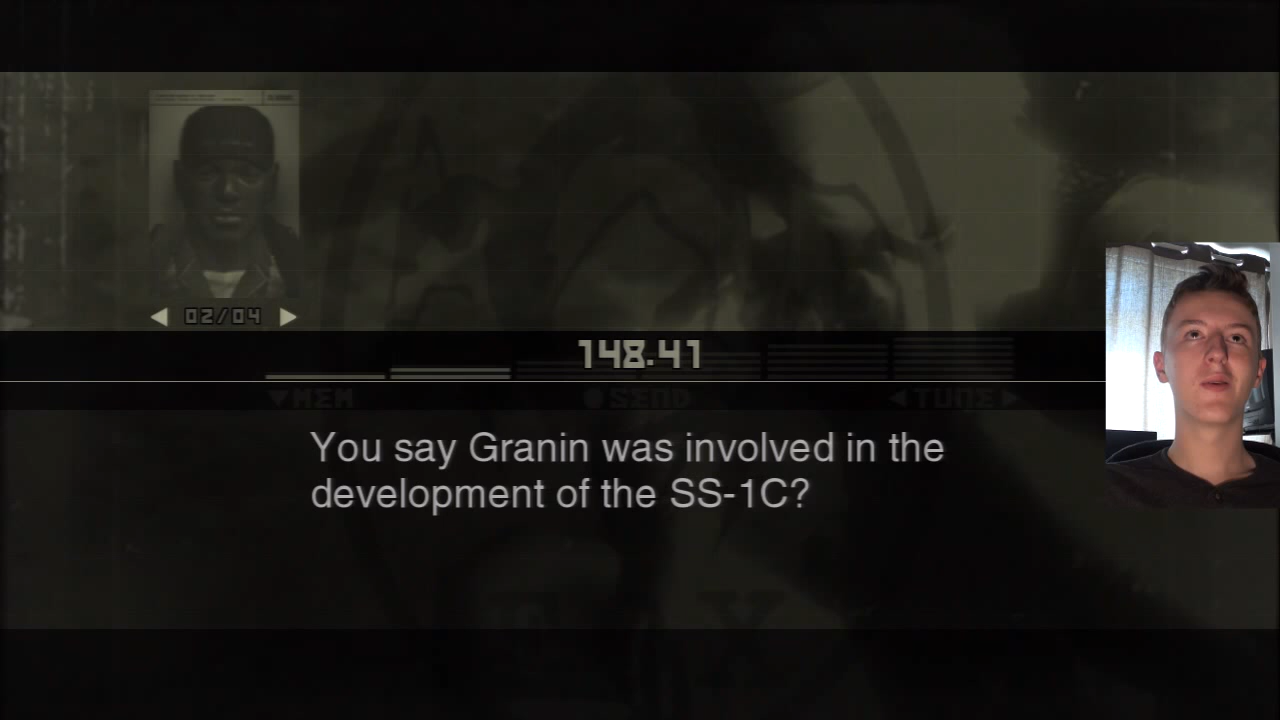 02/04
148.41
▼MEM
●SEND
◀TUNE▶
You say Granin was involved in the
development of the SS-1C?